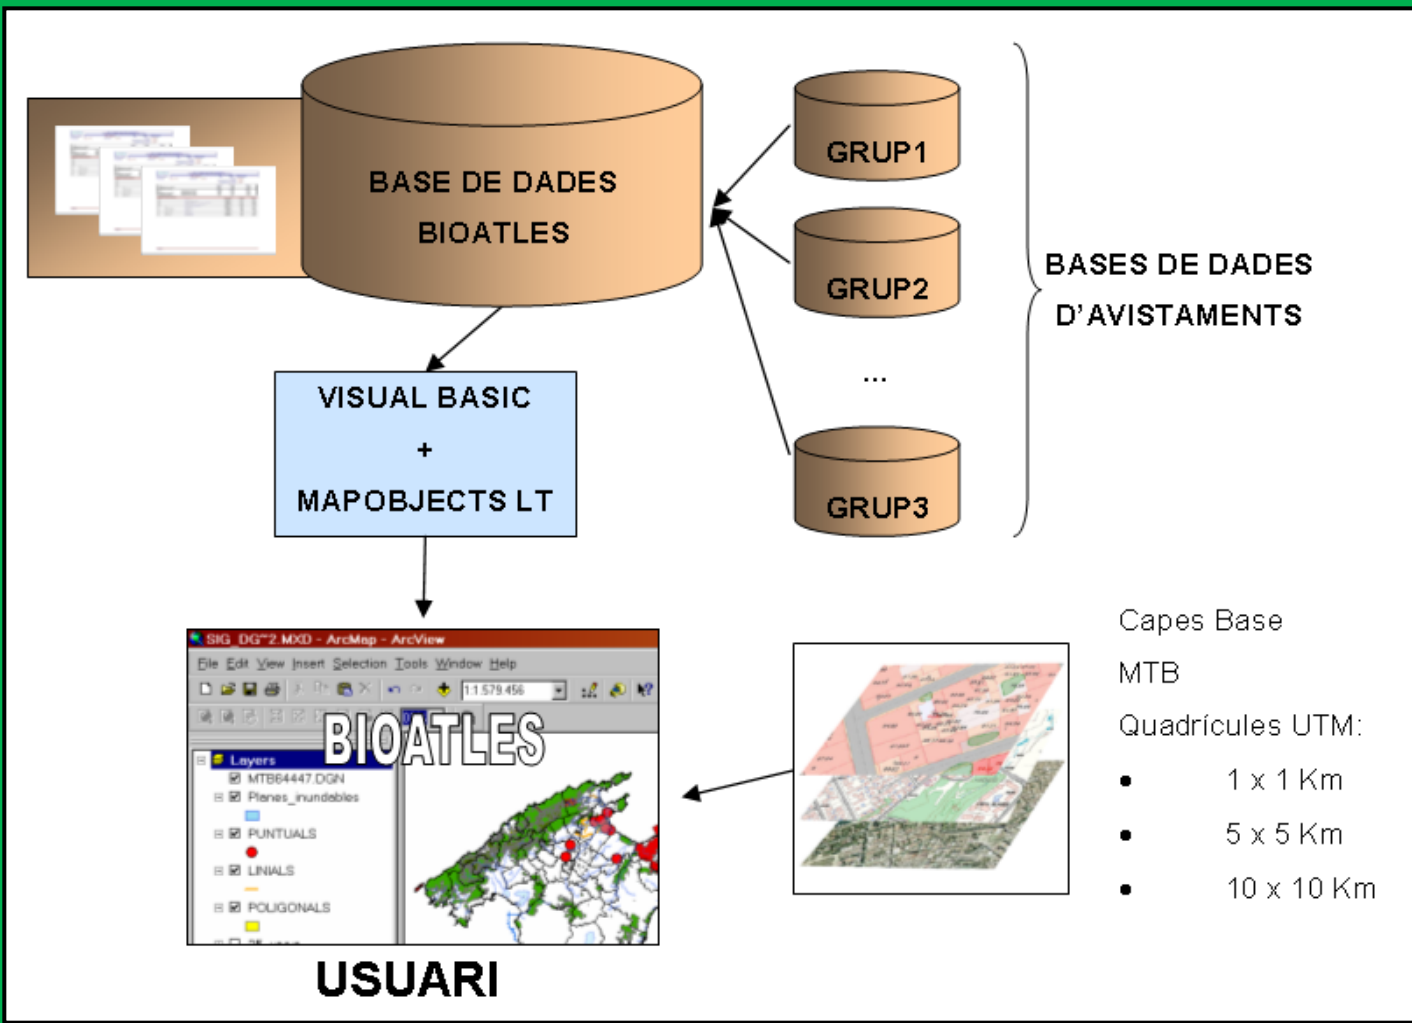 BASE DE DADES
BIOATLES
GRUP1
GRUP2
...
GRUP3
BASES DE DADES
D'AVISTAMENTS
VISUAL BASIC
+
MAPOBJECTS LT
SIG_DG~2.MXD - ArcMap - ArcView
File Edit View Insert Selection Tools Window Help
1:1.579.456
BIOATLES
Layers
MTB64447.DGN
Planes_inundables
PUNTUALS
LINIALS
POLIGONALS
USUARI
Capes Base
MTB
Quadrícules UTM:
• 1 x 1 Km
• 5 x 5 Km
• 10 x 10 Km